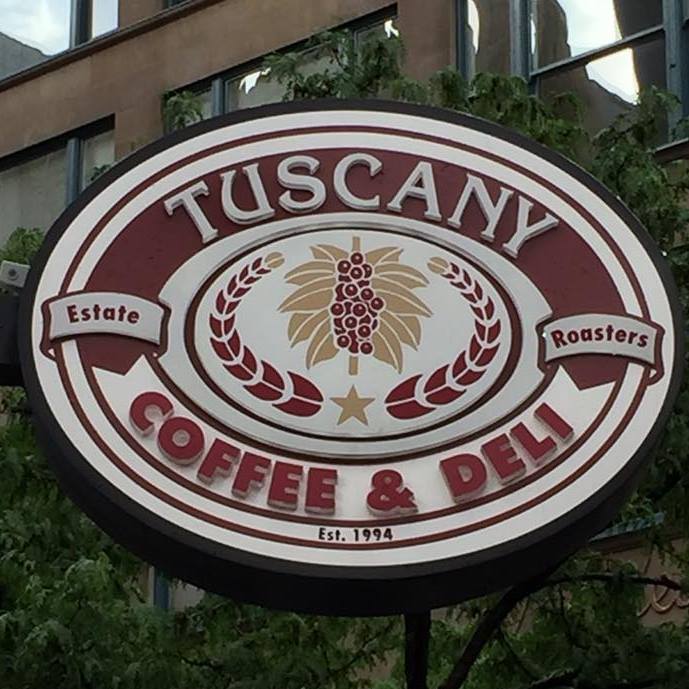 TUSCANY
Estate
Roasters
COFFEE & DELI
Est. 1994